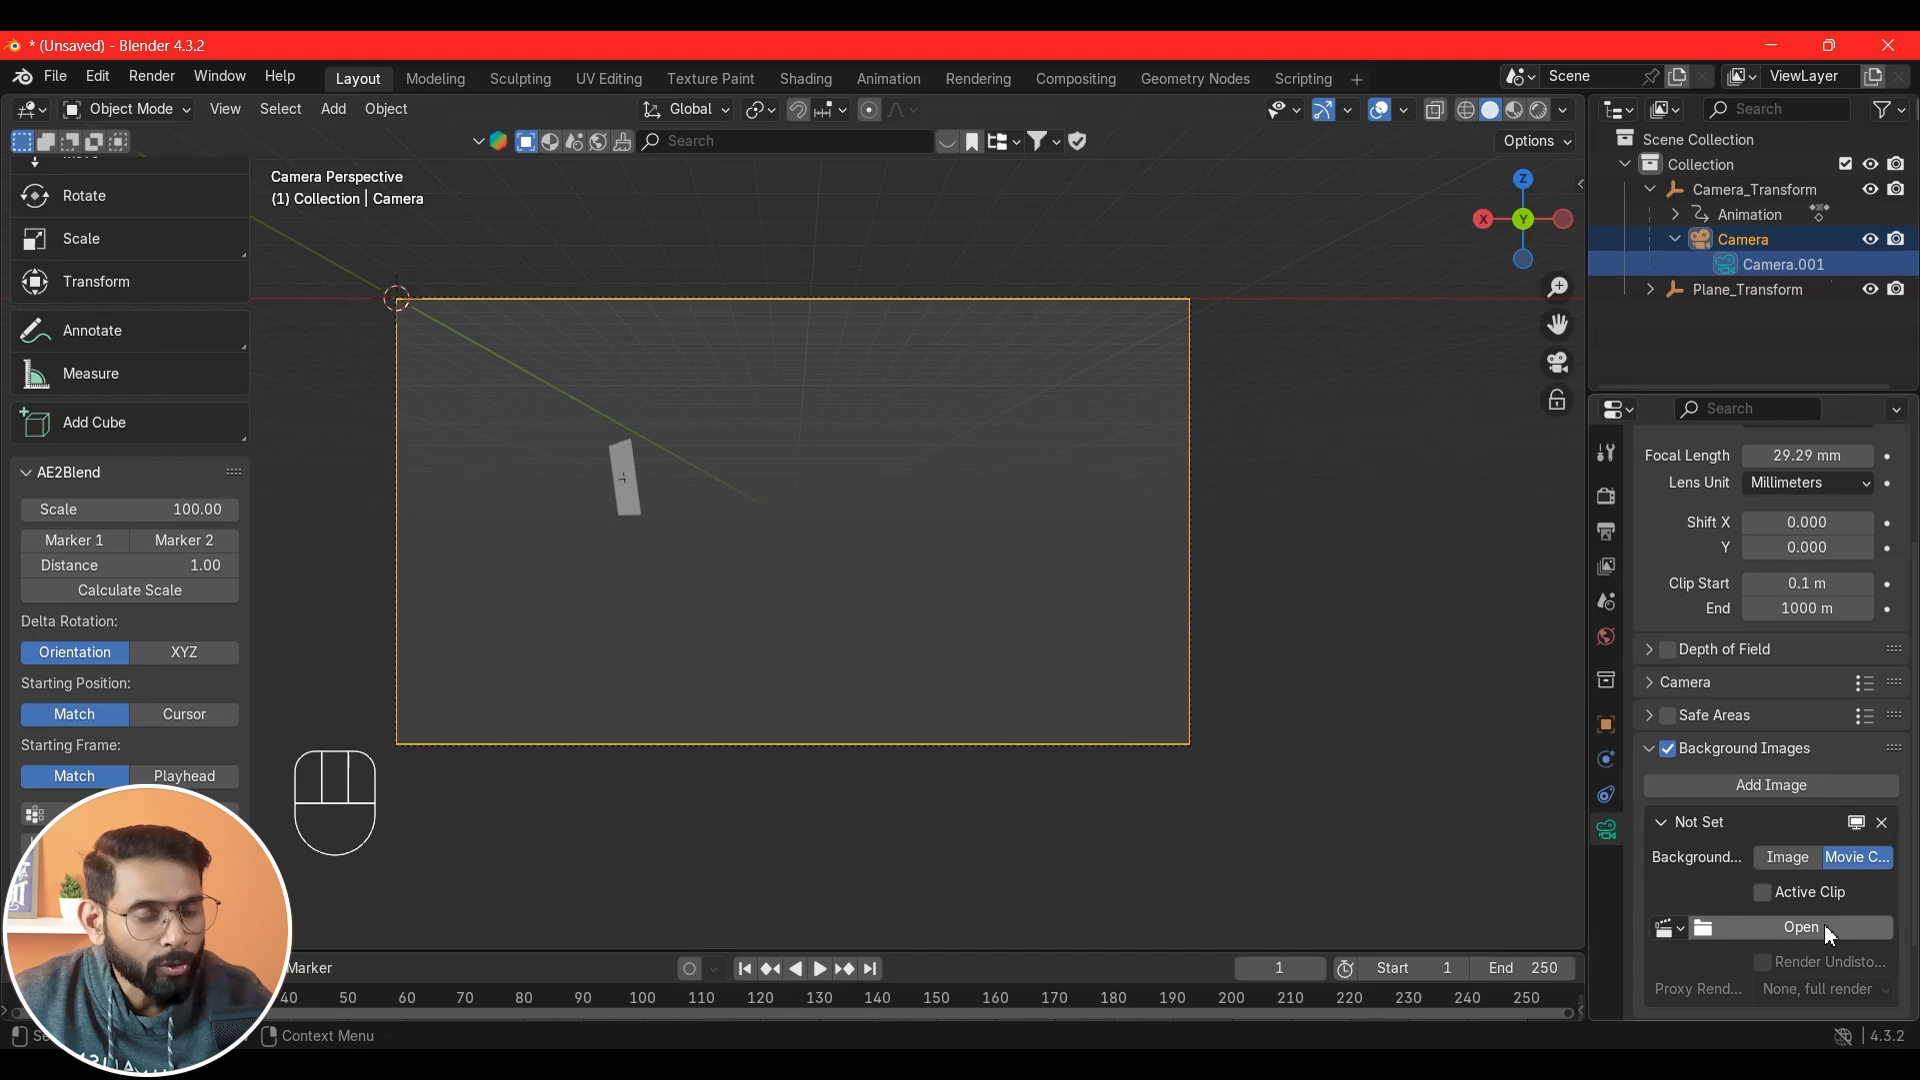 * (Unsaved) - Blender 4.3.2
File Edit Render Window Help Layout Modeling Sculpting UV Editing Texture Paint Shading Animation Rendering Compositing Geometry Nodes Scripting + Scene ViewLayer
Object Mode View Select Add Object Global Search
Search Options
Scene Collection
Collection
Camera_Transform
Animation
Camera
Camera.001
Plane_Transform
Rotate
Scale
Transform
Annotate
Measure
Add Cube
AE2Blend
Scale 100.00
Marker 1 Marker 2
Distance 1.00
Calculate Scale
Delta Rotation:
Orientation XYZ
Starting Position:
Match Cursor
Starting Frame:
Match Playhead
Camera Perspective
(1) Collection | Camera
Z
X Y
Search
Focal Length 29.29 mm
Lens Unit Millimeters
Shift X 0.000
Y 0.000
Clip Start 0.1 m
End 1000 m
Depth of Field
Camera
Safe Areas
Background Images
Add Image
Not Set
Background... Image Movie C...
Active Clip
Open
Render Undisto...
Proxy Rend... None, full render
Marker 1 Start 1 End 250
40 50 60 70 80 90 100 110 120 130 140 150 160 170 180 190 200 210 220 230 240 250
Context Menu 4.3.2